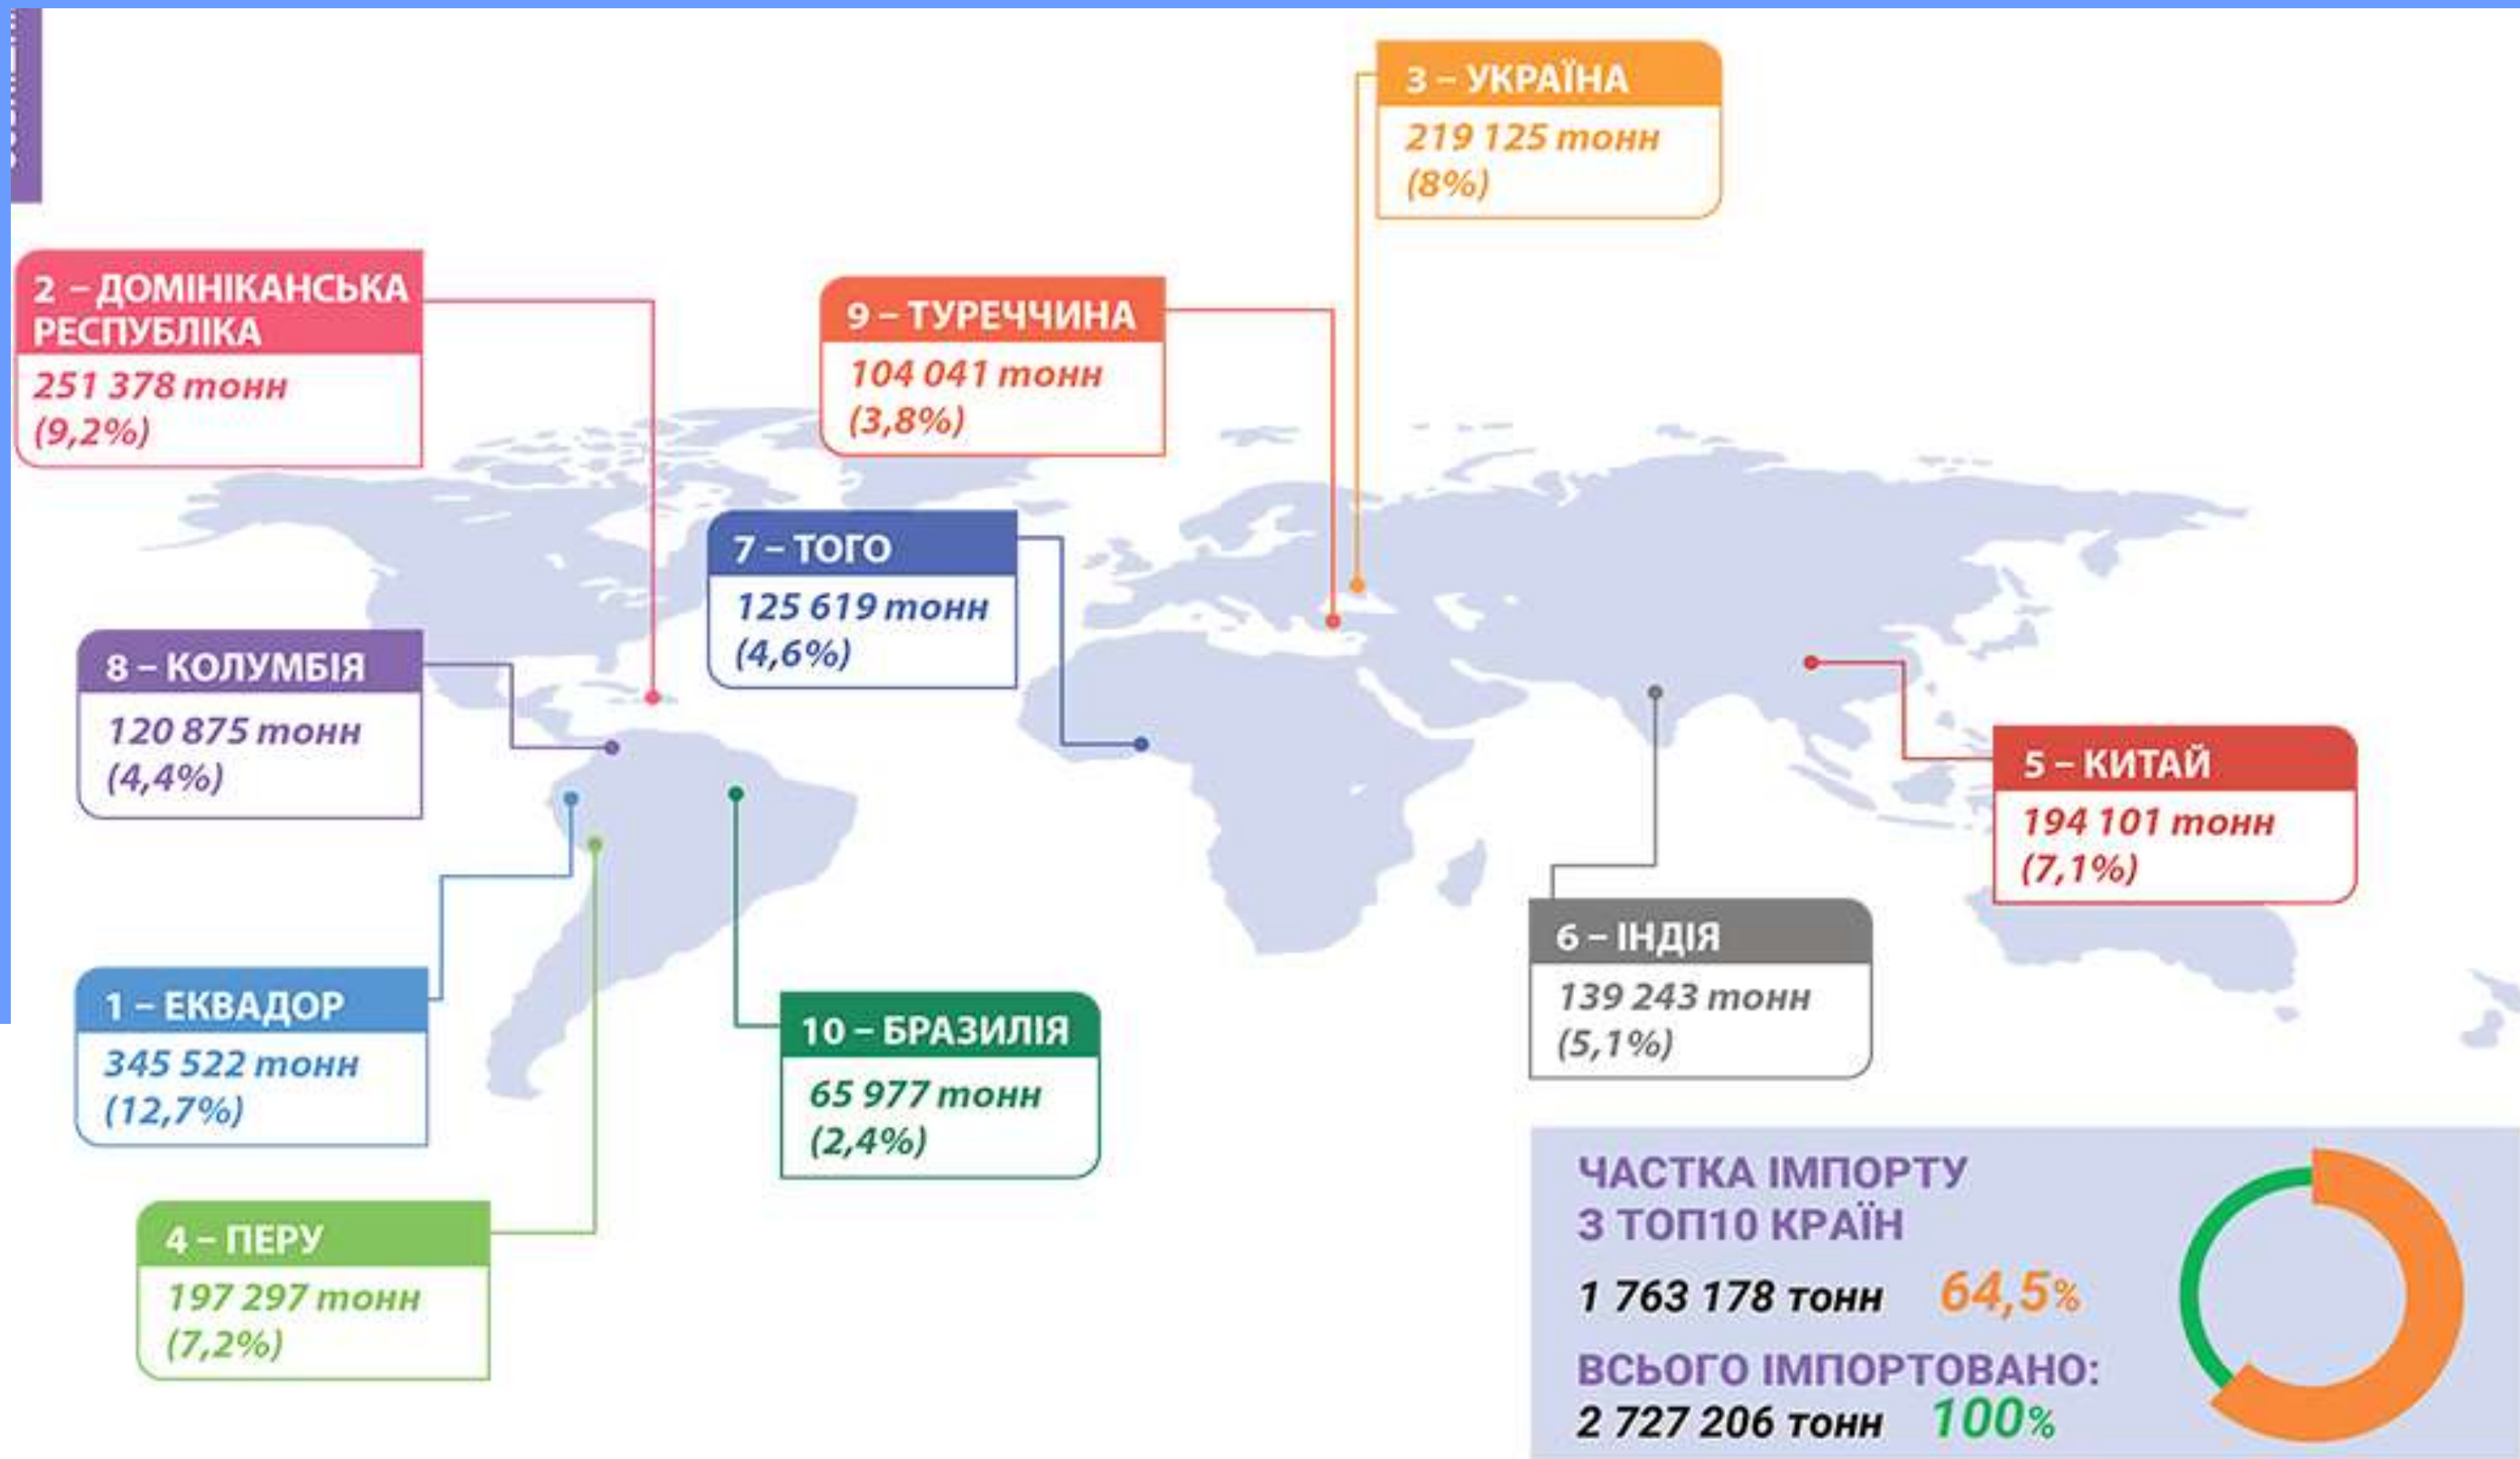 3 – УКРАЇНА
219 125 тонн
(8%)
2 – ДОМІНІКАНСЬКА
РЕСПУБЛІКА
251 378 тонн
(9,2%)
9 – ТУРЕЧЧИНА
104 041 тонн
(3,8%)
7 – ТОГО
125 619 тонн
(4,6%)
8 – КОЛУМБІЯ
120 875 тонн
(4,4%)
5 – КИТАЙ
194 101 тонн
(7,1%)
6 – ІНДІЯ
139 243 тонн
(5,1%)
1 – ЕКВАДОР
345 522 тонн
(12,7%)
10 – БРАЗИЛІЯ
65 977 тонн
(2,4%)
4 – ПЕРУ
197 297 тонн
(7,2%)
ЧАСТКА ІМПОРТУ
З ТОП10 КРАЇН
1 763 178 тонн 64,5%
ВСЬОГО ІМПОРТОВАНО:
2 727 206 тонн 100%